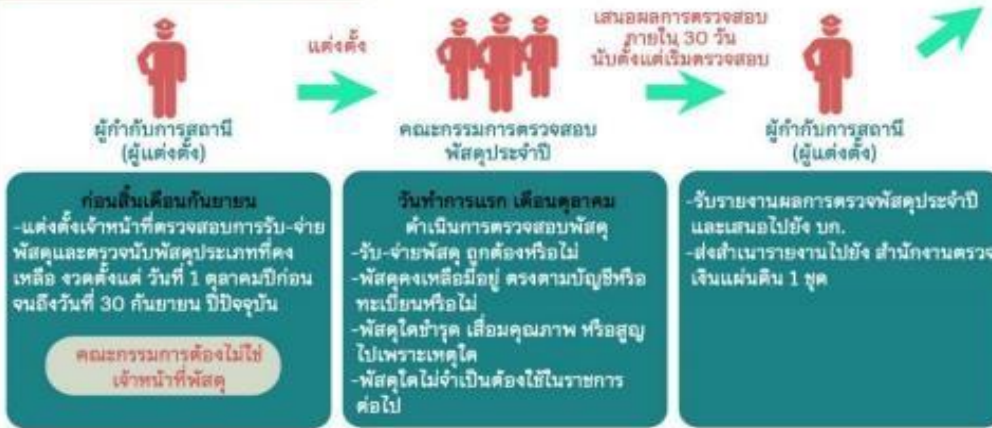 แต่งตั้ง
เสนอผลการตรวจสอบ
ภายใน 30 วัน
นับตั้งแต่เริ่มตรวจสอบ
ผู้กำกับการสถานี
(ผู้แต่งตั้ง)
คณะกรรมการตรวจสอบ
พัสดุประจำปี
ผู้กำกับการสถานี
(ผู้แต่งตั้ง)
ก่อนสิ้นเดือนกันยายน
-แต่งตั้งเจ้าหน้าที่ตรวจสอบการรับ-จ่าย
พัสดุและตรวจนับพัสดุประเภทที่คง
เหลือ งวดตั้งแต่ วันที่ 1 ตุลาคมปีก่อน
จนถึงวันที่ 30 กันยายน ปีปัจจุบัน
คณะกรรมการต้องไม่ใช่
เจ้าหน้าที่พัสดุ
วันทำการแรก เดือนตุลาคม
ดำเนินการตรวจสอบพัสดุ
-รับ-จ่ายพัสดุ ถูกต้องหรือไม่
-พัสดุคงเหลือมีอยู่ ตรงตามบัญชีหรือ
ทะเบียนหรือไม่
-พัสดุใดชำรุด เสื่อมคุณภาพ หรือสูญ
ไปเพราะเหตุใด
-พัสดุใดไม่จำเป็นต้องใช้ในราชการ
ต่อไป
-รับรายงานผลการตรวจพัสดุประจำปี
และเสนอไปยัง บก.
-ส่งสำเนารายงานไปยัง สำนักงานตรวจ
เงินแผ่นดิน 1 ชุด